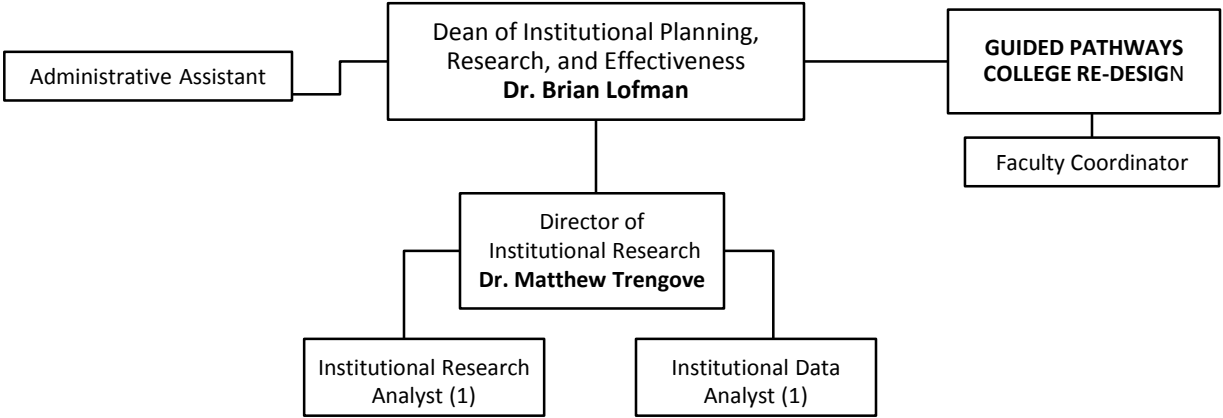 Administrative Assistant
Dean of Institutional Planning,
Research, and Effectiveness
Dr. Brian Lofman
GUIDED PATHWAYS
COLLEGE RE-DESIGN
Faculty Coordinator
Director of
Institutional Research
Dr. Matthew Trengove
Institutional Research
Analyst (1)
Institutional Data
Analyst (1)